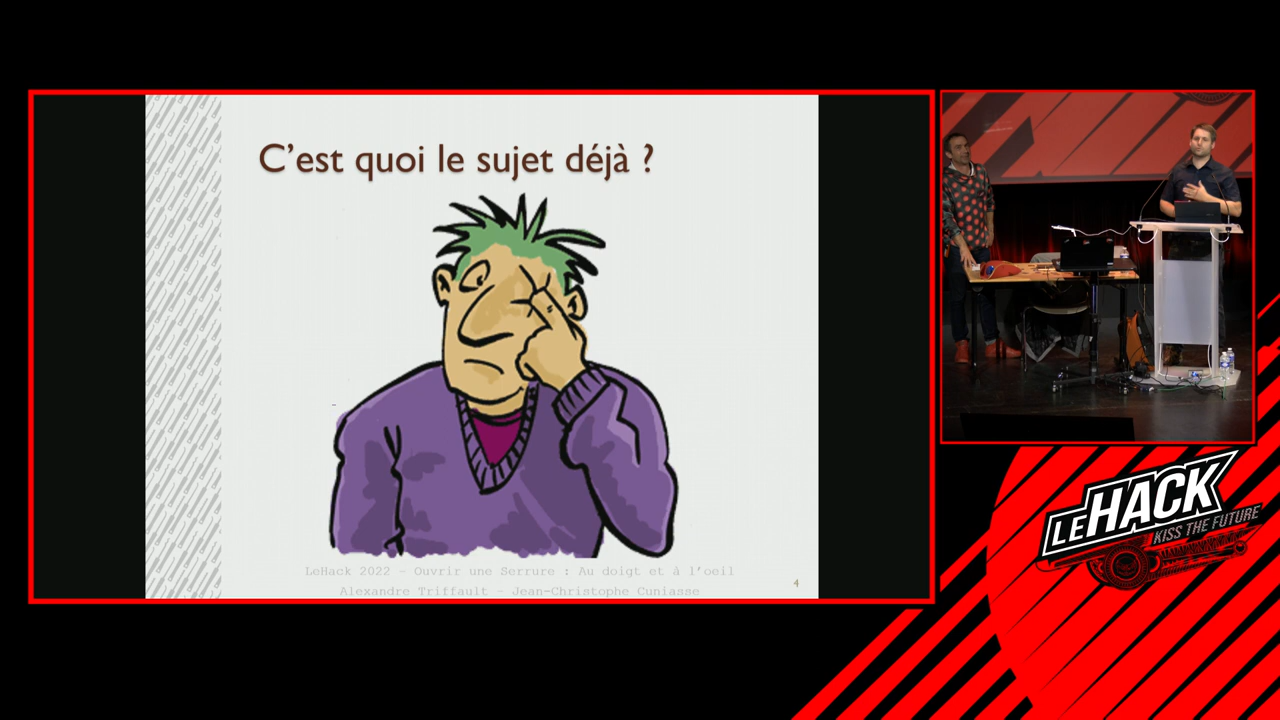 C'est quoi le sujet déjà ?
LeHack 2022 – Ouvrir une Serrure : Au doigt et à l'oeil
Alexandre Triffault – Jean-Christophe Cuniasse
4
LEHACK
KISS THE FUTURE